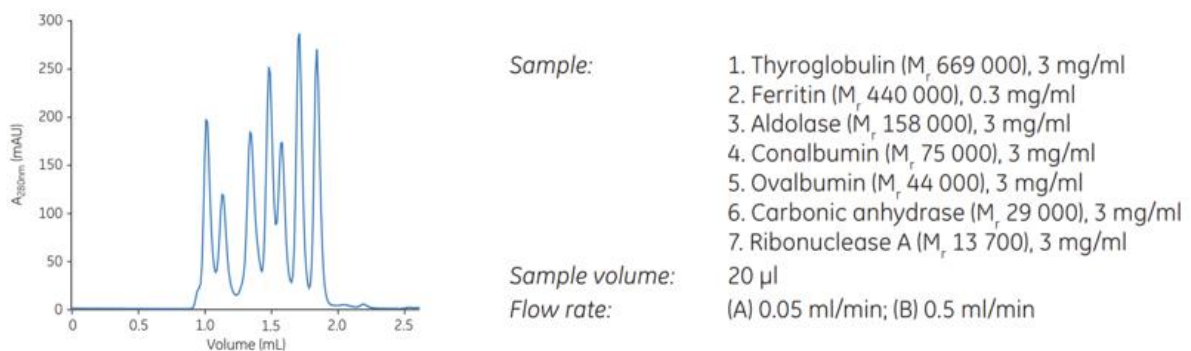 300
250
200
150
100
50
0
A280nm (mAU)
0 0.5 1.0 1.5 2.0 2.5
Volume (mL)
Sample: 1. Thyroglobulin (Mr 669 000), 3 mg/ml
2. Ferritin (Mr 440 000), 0.3 mg/ml
3. Aldolase (Mr 158 000), 3 mg/ml
4. Conalbumin (Mr 75 000), 3 mg/ml
5. Ovalbumin (Mr 44 000), 3 mg/ml
6. Carbonic anhydrase (Mr 29 000), 3 mg/ml
7. Ribonuclease A (Mr 13 700), 3 mg/ml
Sample volume: 20 µl
Flow rate: (A) 0.05 ml/min; (B) 0.5 ml/min